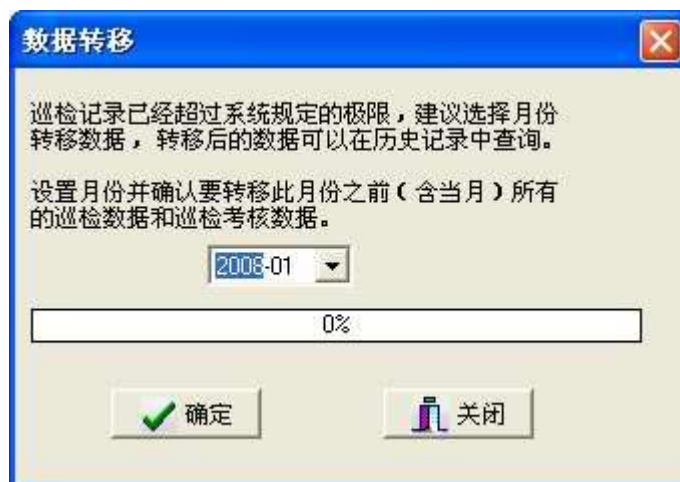 数据转移
巡检记录已经超过系统规定的极限，建议选择月份
转移数据，转移后的数据可以在历史记录中查询。
设置月份并确认要转移此月份之前（含当月）所有
的巡检数据和巡检考核数据。
2008-01
0%
确定 关闭